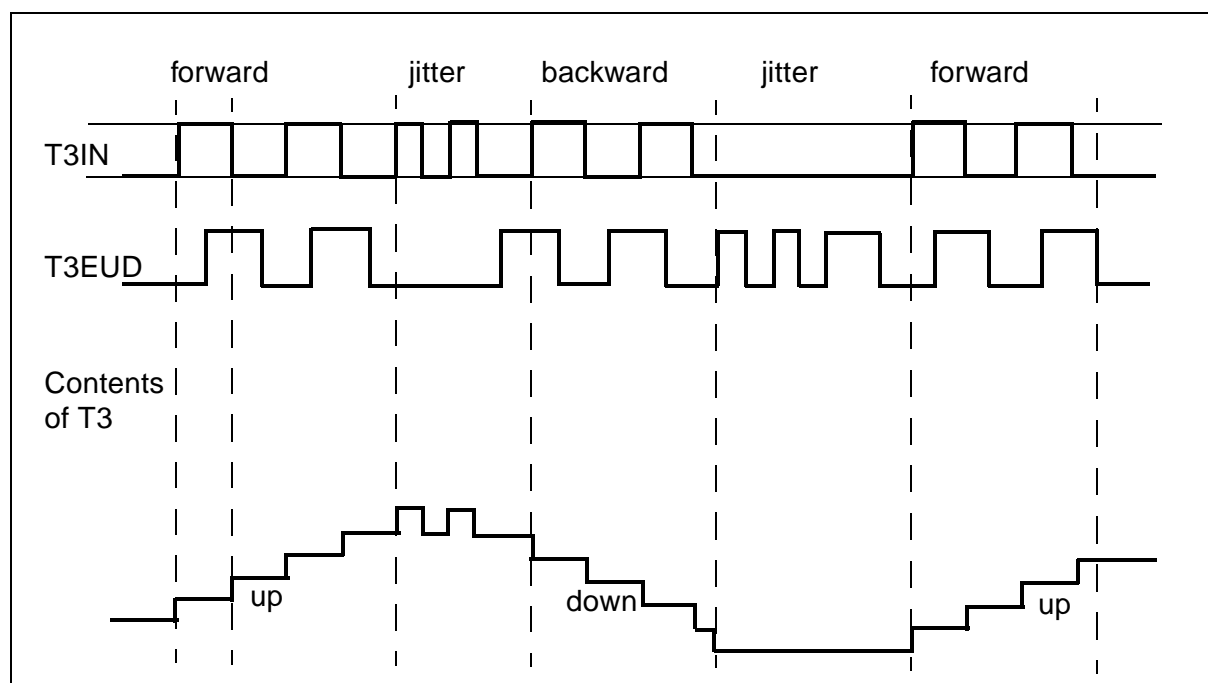 forward jitter backward jitter forward
T3IN
T3EUD
Contents
of T3
up down up